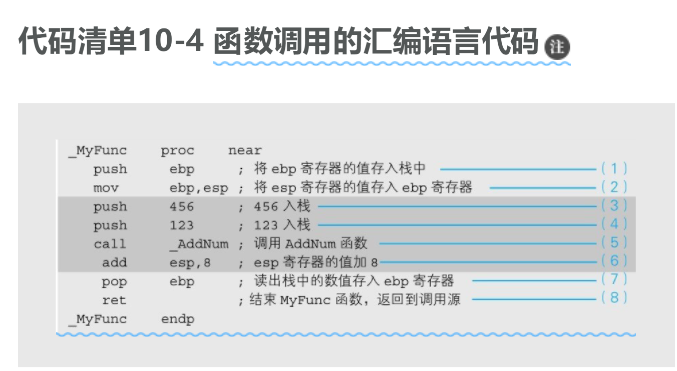 代码清单10-4 函数调用的汇编语言代码 注
_MyFunc proc near
push ebp ; 将 ebp 寄存器的值存入栈中 (1)
mov ebp,esp ; 将 esp 寄存器的值存入 ebp 寄存器 (2)
push 456 ; 456 入栈 (3)
push 123 ; 123 入栈 (4)
call _AddNum ; 调用 AddNum 函数 (5)
add esp,8 ; esp 寄存器的值加 8 (6)
pop ebp ; 读出栈中的数值存入 ebp 寄存器 (7)
ret ; 结束 MyFunc 函数，返回到调用源 (8)
_MyFunc endp